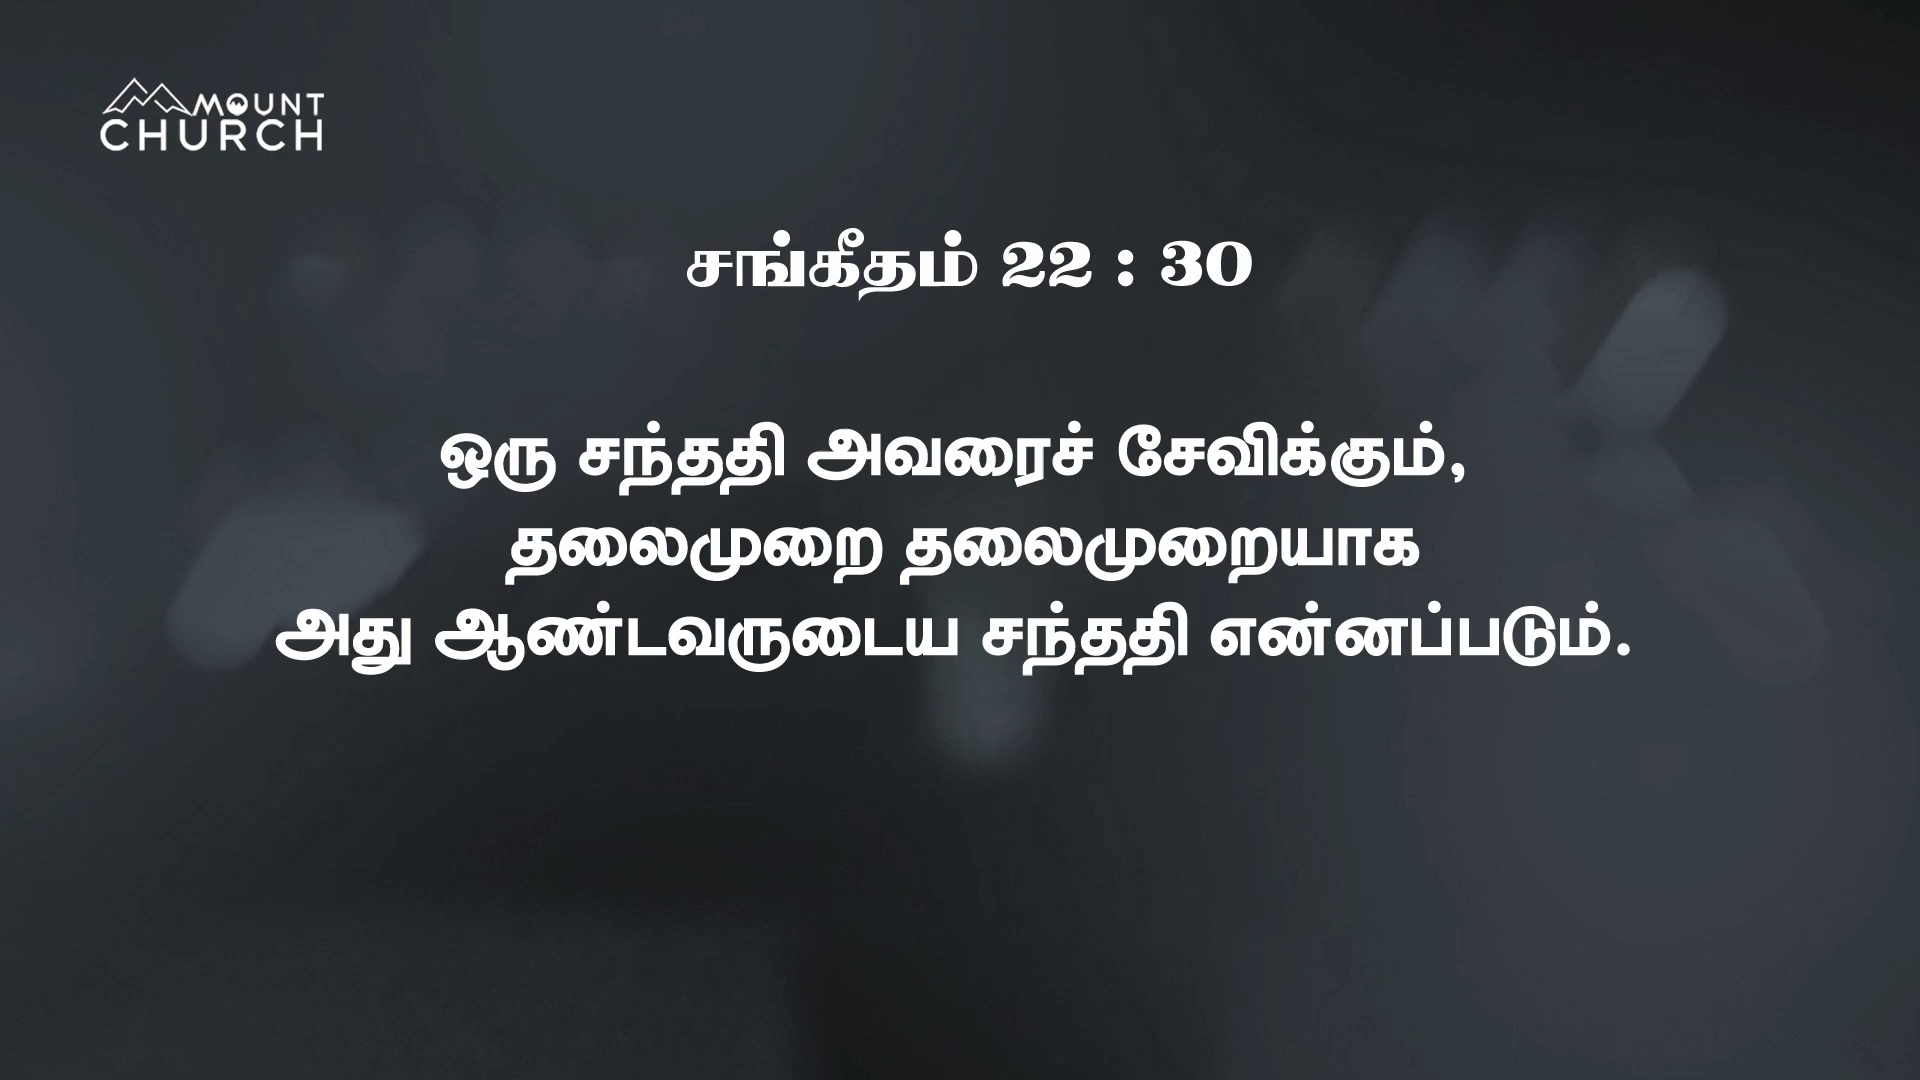 MOUNT
CHURCH
சங்கீதம் 22 : 30
ஒரு சந்ததி அவரைச் சேவிக்கும்,
தலைமுறை தலைமுறையாக
அது ஆண்டவருடைய சந்ததி என்னப்படும்.